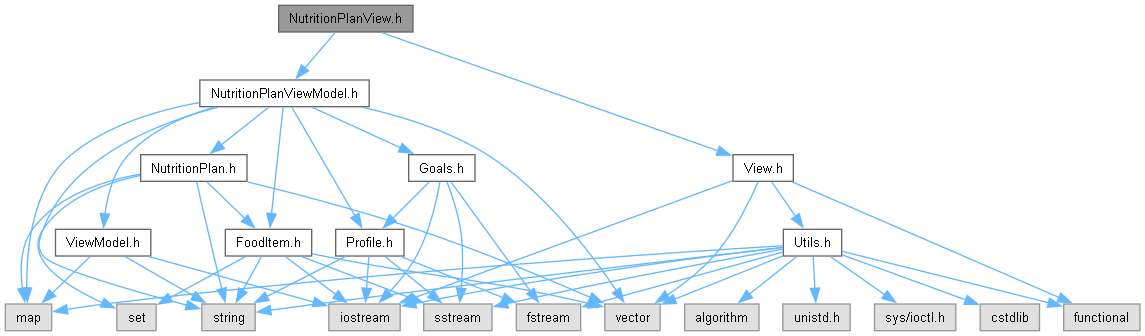 NutritionPlanView.h
NutritionPlanViewModel.h
NutritionPlan.h
Goals.h
View.h
ViewModel.h
FoodItem.h
Profile.h
Utils.h
map
set
string
iostream
sstream
fstream
vector
algorithm
unistd.h
sys/ioctl.h
cstdlib
functional